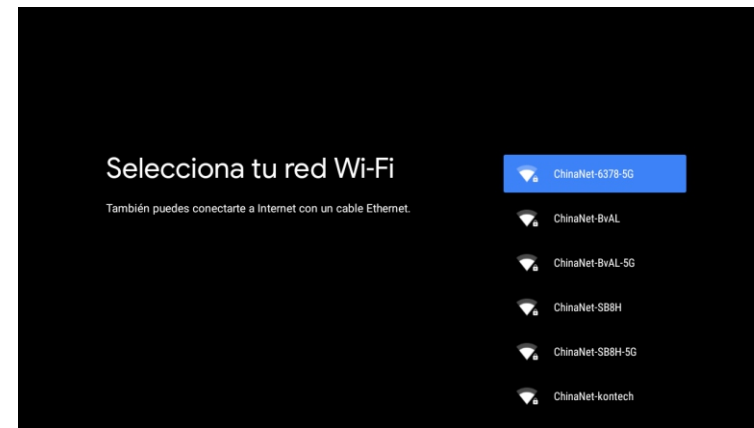 Selecciona tu red Wi-Fi
También puedes conectarte a Internet con un cable Ethernet.
ChinaNet-6378-5G
ChinaNet-BvAL
ChinaNet-BvAL-5G
ChinaNet-SB8H
ChinaNet-SB8H-5G
ChinaNet-kontech